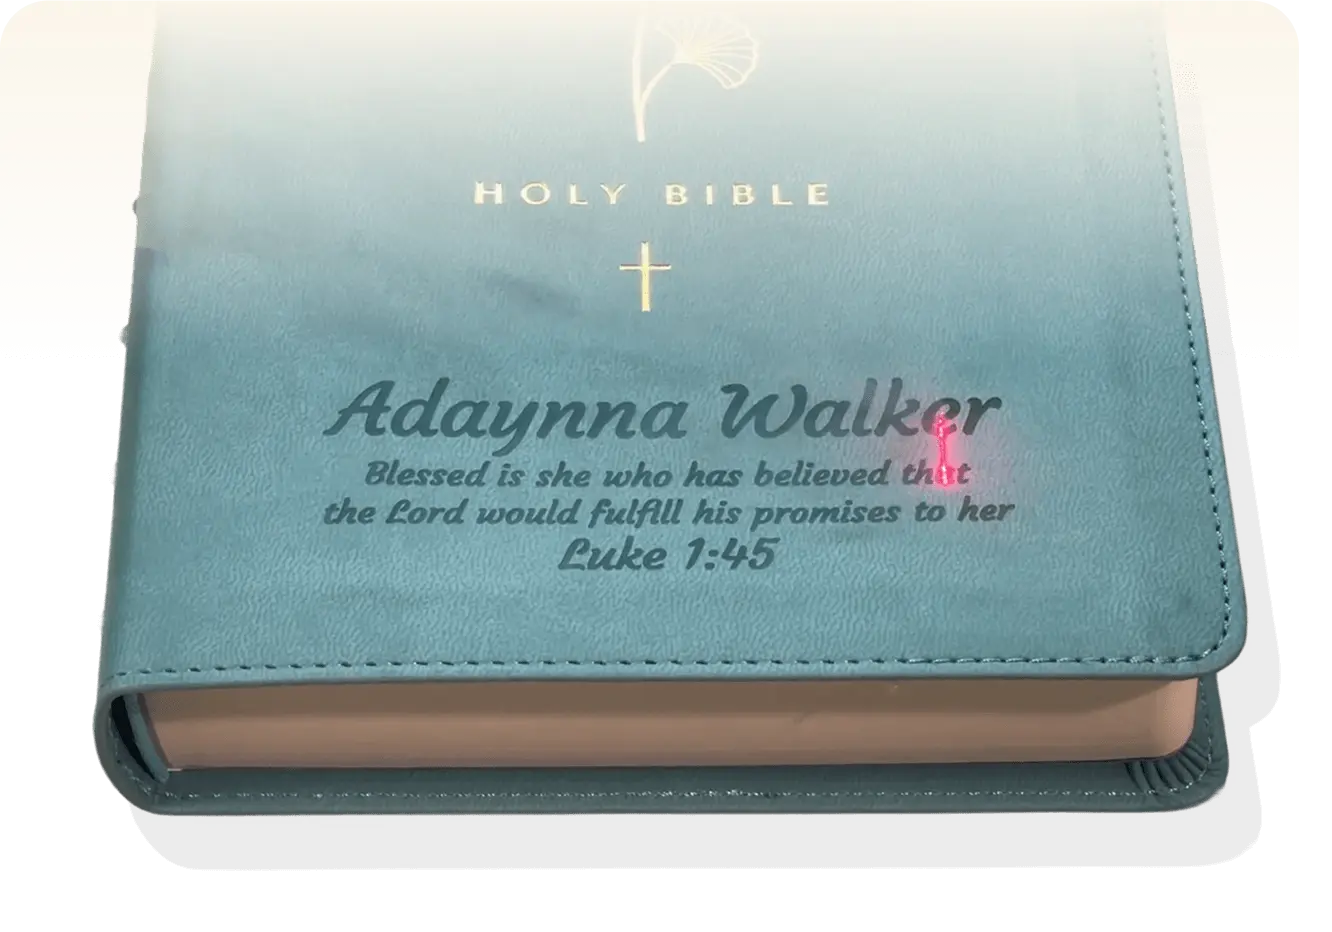 HOLY BIBLE
Adaynna Walker
Blessed is she who has believed that
the Lord would fulfill his promises to her
Luke 1:45